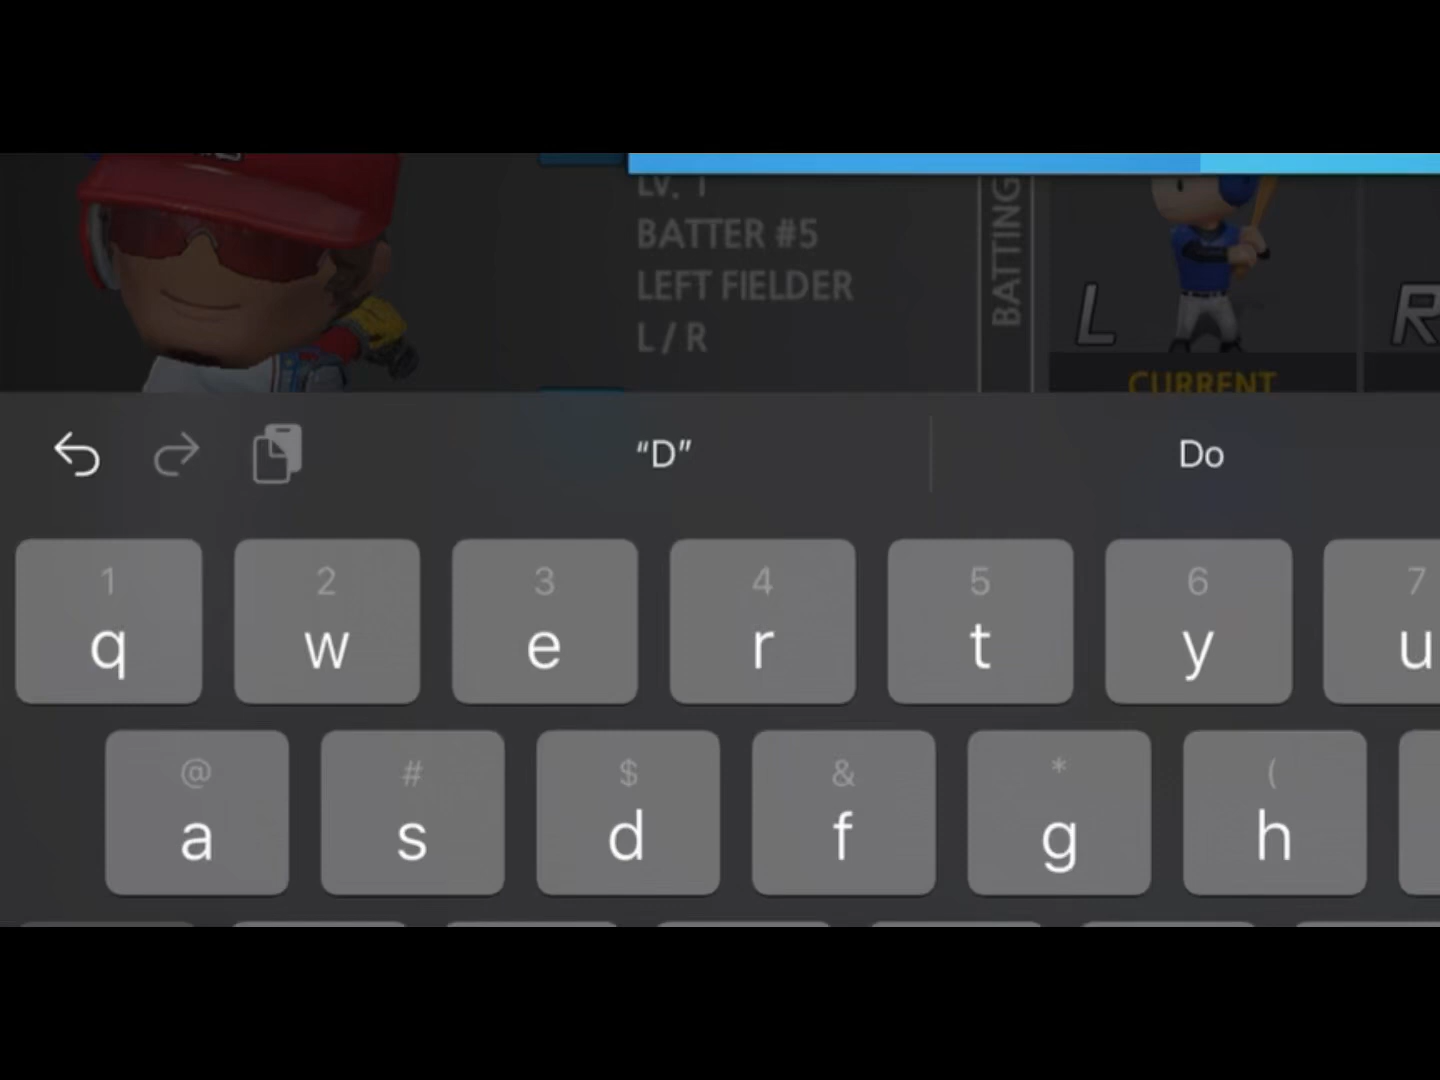 LV. 1
BATTER #5
LEFT FIELDER
L / R
BATTING
L
R
CURRENT
“D”
Do
1 2 3 4 5 6 7
q w e r t y u
@ # $ & * (
a s d f g h